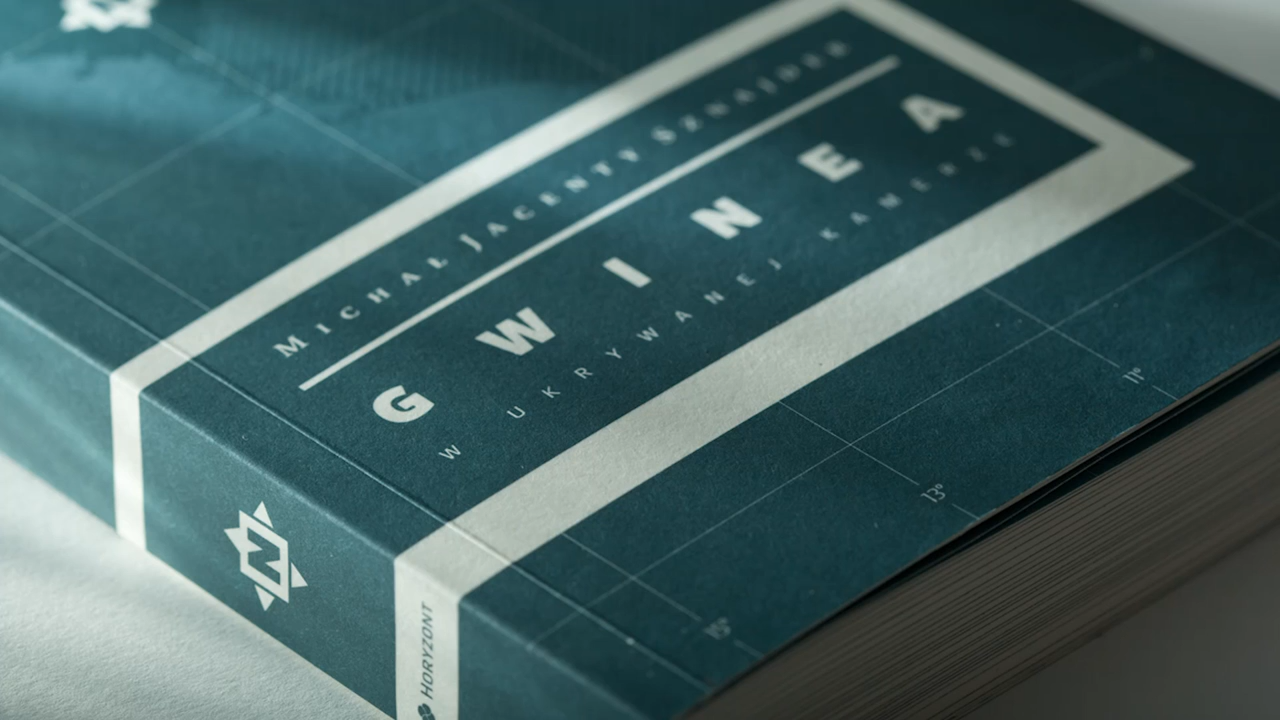 MICHAŁ JACENTY SZNAJDER
GWINEA
W UKRYWANEJ KAMERZE
11°
13°
15°
N
HORYZONT